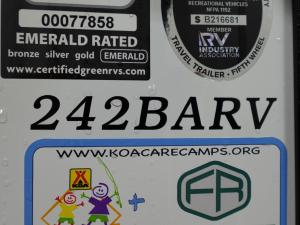 00077858
EMERALD RATED
bronze silver gold EMERALD
www.certifiedgreenrvs.com
RECREATIONAL VEHICLES
NFPA 1192
S B216681
MEMBER
RV
INDUSTRY
ASSOCIATION
TRAVEL TRAILER • FIFTH WHEEL
242BARV
WWW.KOACARECAMPS.ORG
KOA
+
FR